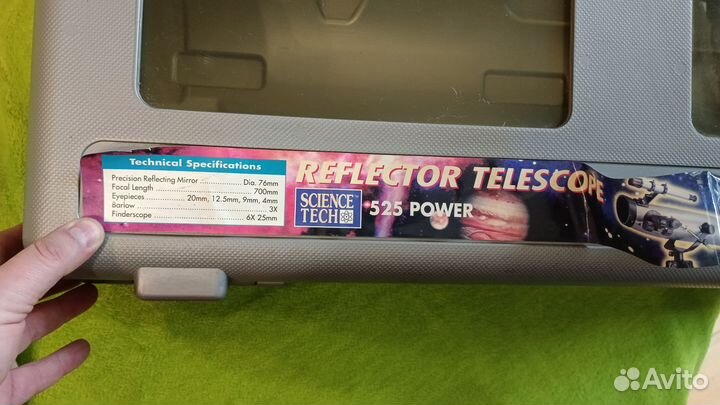 Technical Specifications
Precision Reflecting Mirror ............... Dia. 76mm
Focal Length ............................... 700mm
Eyepieces .............. 20mm, 12.5mm, 9mm, 4mm
Barlow ............................................. 3X
Finderscope ................................ 6X 25mm
REFLECTOR TELESCOPE
SCIENCE TECH
525 POWER
Avito